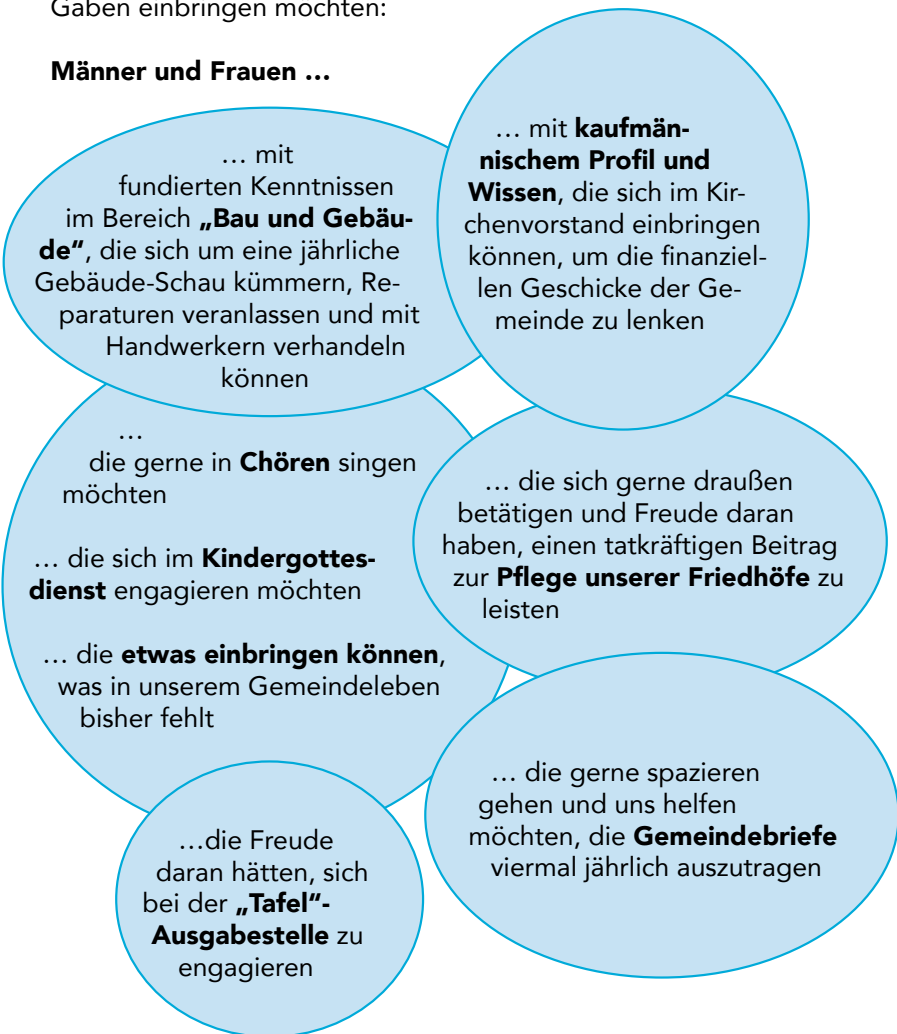 Gaben einbringen möchten:
Männer und Frauen …
… mit
fundierten Kenntnissen
im Bereich „Bau und Gebäu-
de“, die sich um eine jährliche
Gebäude-Schau kümmern, Re-
paraturen veranlassen und mit
Handwerkern verhandeln
können
… mit kaufmän-
nischem Profil und
Wissen, die sich im Kir-
chenvorstand einbringen
können, um die finanziel-
len Geschicke der Ge-
meinde zu lenken
…
die gerne in Chören singen
möchten
… die sich im Kindergottes-
dienst engagieren möchten
… die etwas einbringen können,
was in unserem Gemeindeleben
bisher fehlt
… die sich gerne draußen
betätigen und Freude daran
haben, einen tatkräftigen Beitrag
zur Pflege unserer Friedhöfe zu
leisten
…die Freude
daran hätten, sich
bei der „Tafel“-
Ausgabestelle zu
engagieren
… die gerne spazieren
gehen und uns helfen
möchten, die Gemeindebriefe
viermal jährlich auszutragen